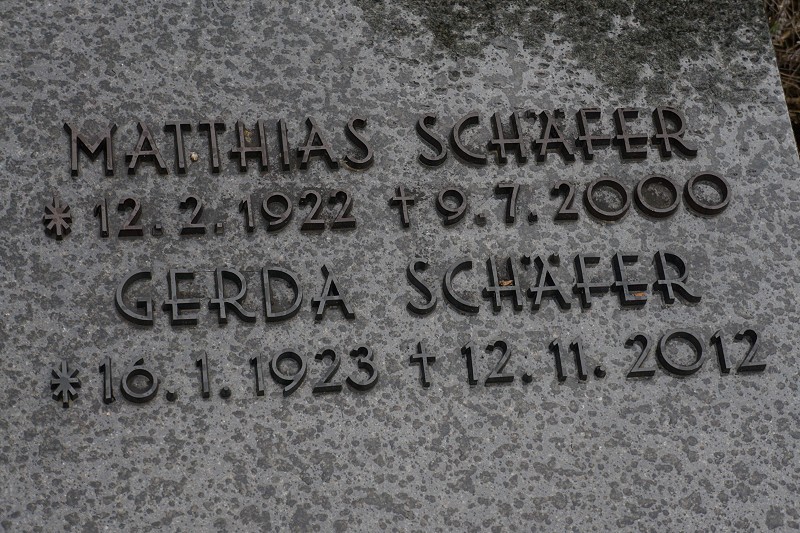 MATTHIAS SCHÄFER
* 12. 2. 1922 † 9. 7. 2000
GERDA SCHÄFER
* 16. 1. 1923 † 12. 11. 2012